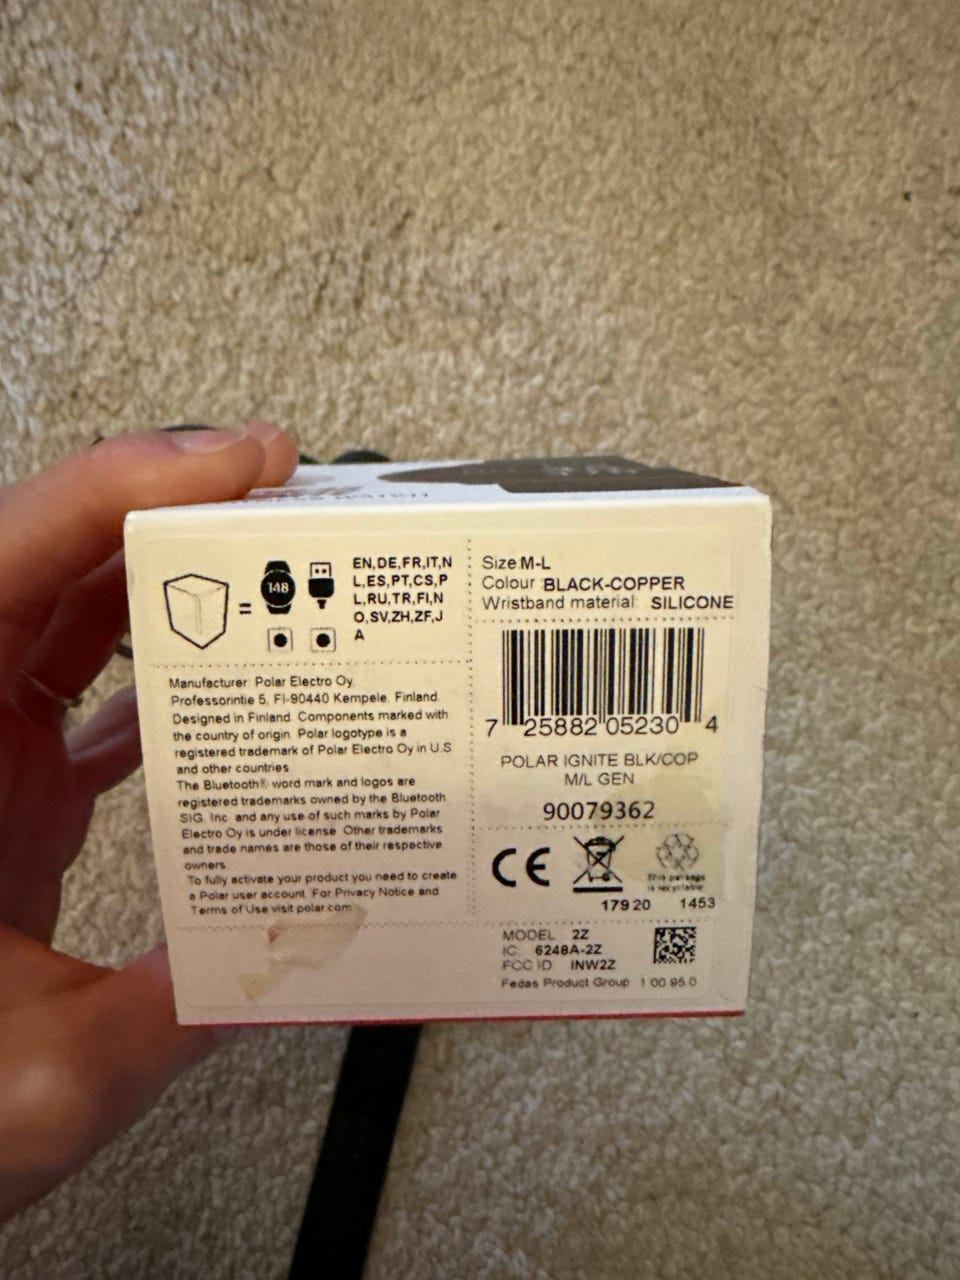 148
EN,DE,FR,IT,N
L,ES,PT,CS,P
L,RU,TR,FI,N
O,SV,ZH,ZF,J
A
Manufacturer: Polar Electro Oy,
Professorintie 5, FI-90440 Kempele, Finland.
Designed in Finland. Components marked with
the country of origin. Polar logotype is a
registered trademark of Polar Electro Oy in U.S
and other countries.
The Bluetooth® word mark and logos are
registered trademarks owned by the Bluetooth
SIG, Inc. and any use of such marks by Polar
Electro Oy is under license. Other trademarks
and trade names are those of their respective
owners.
To fully activate your product you need to create
a Polar user account. For Privacy Notice and
Terms of Use visit polar.com
Size: M-L
Colour: BLACK-COPPER
Wristband material: SILICONE
7 25882 05230 4
POLAR IGNITE BLK/COP
M/L GEN
90079362
CE
This package
is recyclable
179 20 1453
MODEL 2Z
IC: 6248A-2Z
FCC ID: INW2Z
Fedas Product Group: 1 00 95 0